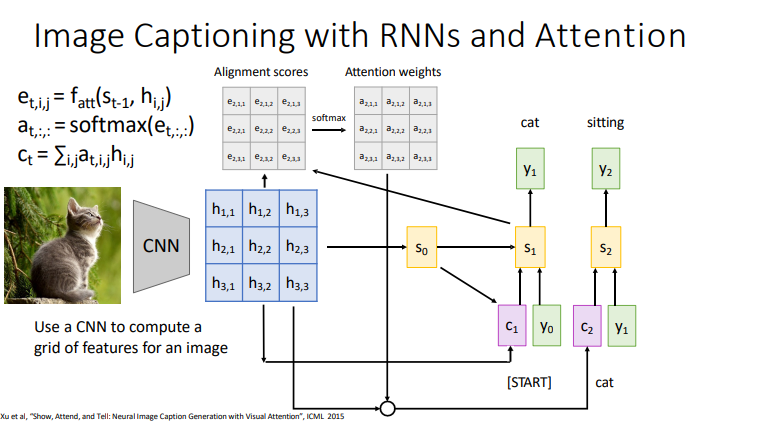 Image Captioning with RNNs and Attention
Alignment scores
Attention weights
e_{t,i,j} = f_{att}(s_{t-1}, h_{i,j})
a_{t,:,:} = softmax(e_{t,:,:})
c_t = ∑_{i,j}a_{t,i,j}h_{i,j}
e_{2,1,1} e_{2,1,2} e_{2,1,3}
e_{2,2,1} e_{2,2,2} e_{2,2,3}
e_{2,3,1} e_{2,3,2} e_{2,3,3}
softmax
a_{2,1,1} a_{2,1,2} a_{2,1,3}
a_{2,2,1} a_{2,2,2} a_{2,2,3}
a_{2,3,1} a_{2,3,2} a_{2,3,3}
cat
sitting
y_1
y_2
CNN
h_{1,1} h_{1,2} h_{1,3}
h_{2,1} h_{2,2} h_{2,3}
h_{3,1} h_{3,2} h_{3,3}
s_0
s_1
s_2
c_1
y_0
c_2
y_1
[START]
cat
Use a CNN to compute a
grid of features for an image
Xu et al, "Show, Attend, and Tell: Neural Image Caption Generation with Visual Attention", ICML 2015